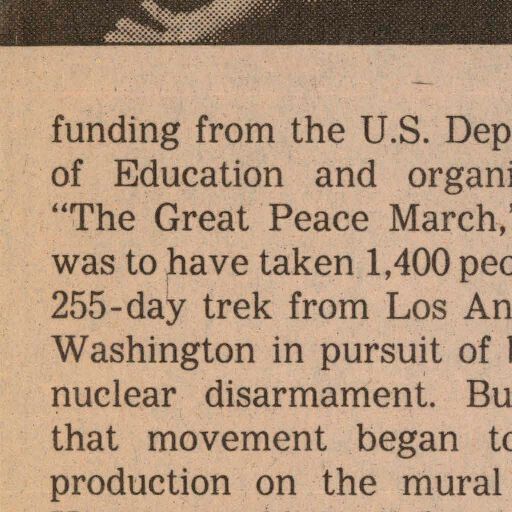 funding from the U.S. Dep
of Education and organi
“The Great Peace March,”
was to have taken 1,400 peo
255-day trek from Los An
Washington in pursuit of
nuclear disarmament. Bu
that movement began to
production on the mural